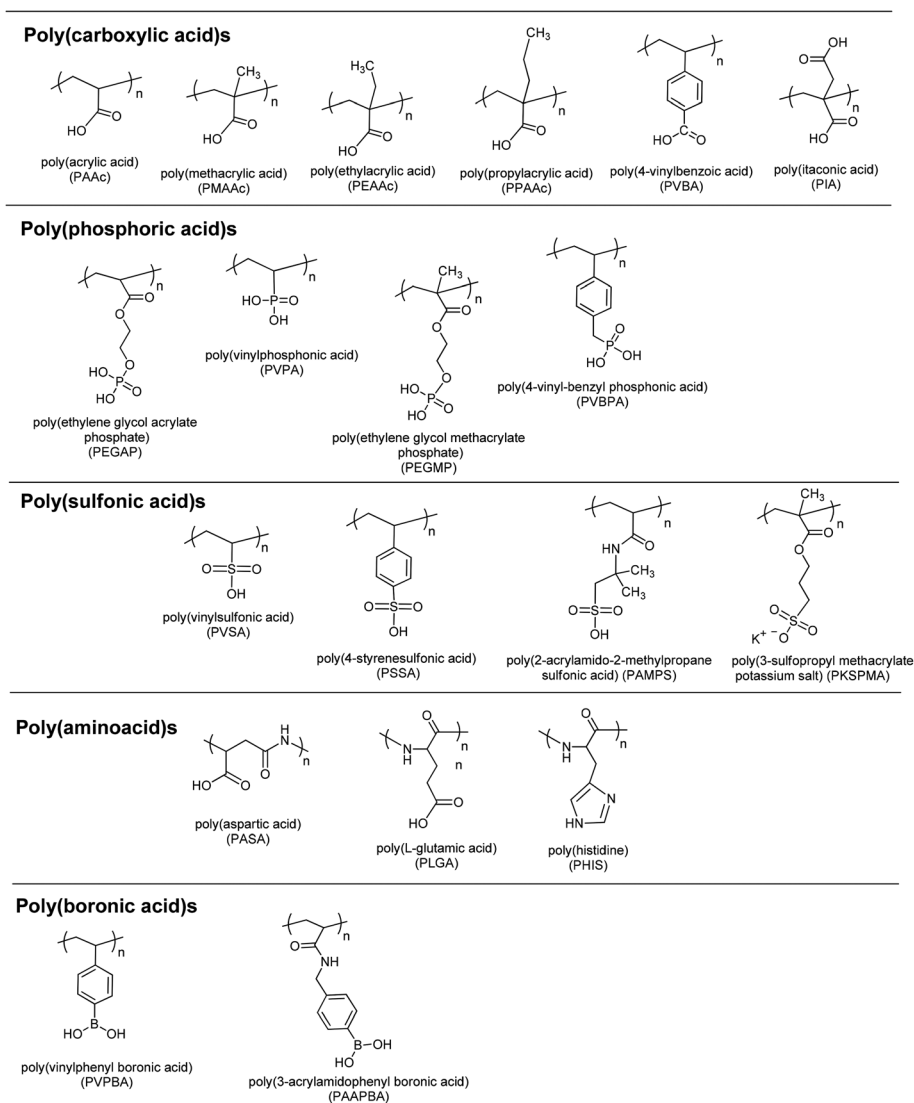 Poly(carboxylic acid)s
n
HO
O
poly(acrylic acid)
(PAAc)
CH3
n
HO
O
poly(methacrylic acid)
(PMAAc)
H3C
n
HO
O
poly(ethylacrylic acid)
(PEAAc)
CH3
n
HO
O
poly(propylacrylic acid)
(PPAAc)
n
HO
C
O
poly(4-vinylbenzoic acid)
(PVBA)
OH
O
n
O
HO
poly(itaconic acid)
(PIA)
Poly(phosphoric acid)s
n
O
O
O
HO
P
O
HO
poly(ethylene glycol acrylate
phosphate)
(PEGAP)
n
HO
P
O
OH
poly(vinylphosphonic acid)
(PVPA)
CH3
n
O
O
O
HO
P
O
HO
poly(ethylene glycol methacrylate
phosphate)
(PEGMP)
n
O
P
OH
HO
poly(4-vinyl-benzyl phosphonic acid)
(PVBPA)
Poly(sulfonic acid)s
n
O
S
O
OH
poly(vinylsulfonic acid)
(PVSA)
n
O
S
O
OH
poly(4-styrenesulfonic acid)
(PSSA)
n
HN
O
CH3
CH3
O
S
O
OH
poly(2-acrylamido-2-methylpropane
sulfonic acid) (PAMPS)
CH3
n
O
O
O
S
K+ −O
O
poly(3-sulfopropyl methacrylate
potassium salt) (PKSPMA)
Poly(aminoacid)s
H
N
n
HO
O
O
poly(aspartic acid)
(PASA)
O
N
H
n
n
O
HO
poly(L-glutamic acid)
(PLGA)
O
N
H
n
N
HN
poly(histidine)
(PHIS)
Poly(boronic acid)s
n
B
HO
OH
poly(vinylphenyl boronic acid)
(PVPBA)
n
O
NH
B
OH
HO
poly(3-acrylamidophenyl boronic acid)
(PAAPBA)